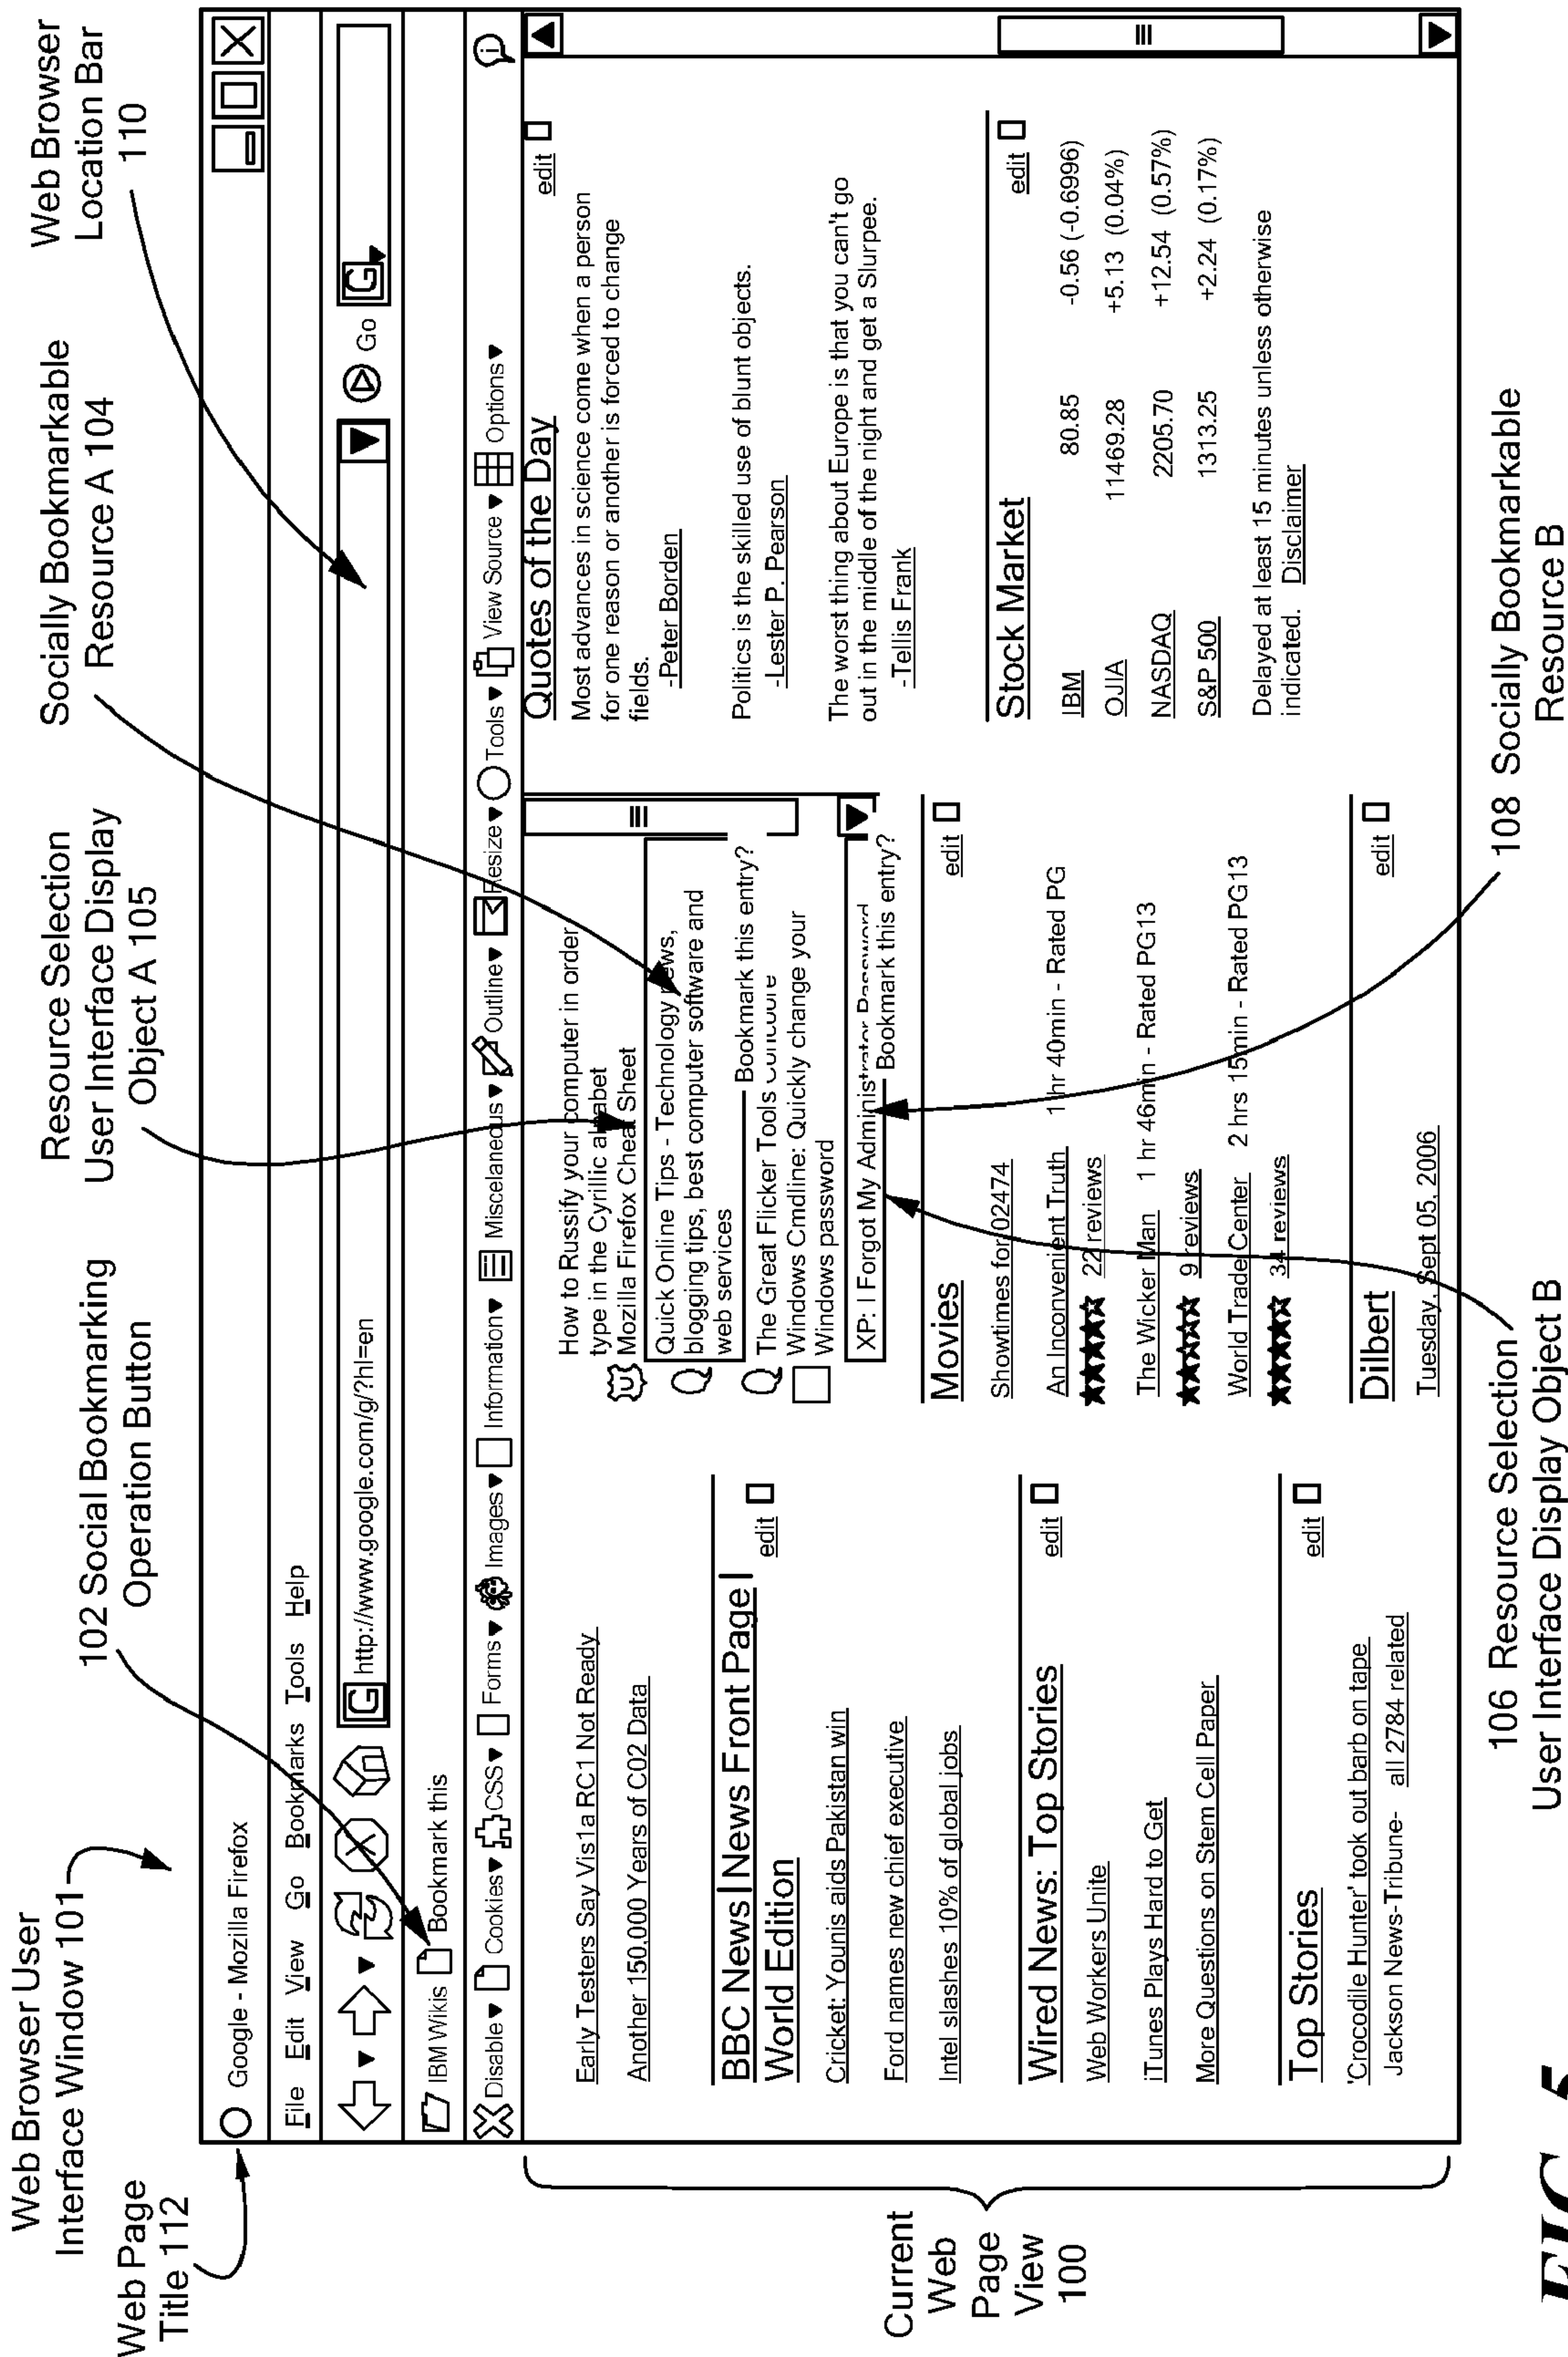 Web Browser User
Interface Window 101
Web Page
Title 112
102 Social Bookmarking
Operation Button
Resource Selection
User Interface Display
Object A 105
Socially Bookmarkable
Resource A 104
Web Browser
Location Bar
110
Google - Mozilla Firefox
File Edit View Go Bookmarks Tools Help
G http://www.google.com/g/?hl=en
Go
G
IBM Wikis Bookmark this
Disable Cookies CSS Forms Images Information Miscelaneous Outline Resize Tools View Source Options
Current
Web
Page
View
100
Early Testers Say Vis1a RC1 Not Ready
Another 150,000 Years of C02 Data
BBC News|News Front Page|
World Edition
edit
Cricket: Younis aids Pakistan win
Ford names new chief executive
Intel slashes 10% of global jobs
Wired News: Top Stories
edit
Web Workers Unite
iTunes Plays Hard to Get
More Questions on Stem Cell Paper
Top Stories
edit
'Crocodile Hunter' took out barb on tape
Jackson News-Tribune- all 2784 related
How to Russify your computer in order
type in the Cyrillic alphabet
Mozilla Firefox Cheat Sheet
Quick Online Tips - Technology news,
blogging tips, best computer software and
web services
Bookmark this entry?
The Great Flicker Tools
Windows Cmdline: Quickly change your
Windows password
XP: I Forgot My Administrator Password
Bookmark this entry?
Movies
edit
Showtimes for 02474
An Inconvenient Truth 1 hr 40min - Rated PG
22 reviews
The Wicker Man 1 hr 46min - Rated PG13
9 reviews
World Trade Center 2 hrs 15min - Rated PG13
34 reviews
Dilbert
edit
Tuesday, Sept 05, 2006
Quotes of the Day
edit
Most advances in science come when a person
for one reason or another is forced to change
fields.
-Peter Borden
Politics is the skilled use of blunt objects.
-Lester P. Pearson
The worst thing about Europe is that you can't go
out in the middle of the night and get a Slurpee.
-Tellis Frank
Stock Market
edit
IBM 80.85 -0.56 (-0.6996)
OJIA 11469.28 +5.13 (0.04%)
NASDAQ 2205.70 +12.54 (0.57%)
S&P 500 1313.25 +2.24 (0.17%)
Delayed at least 15 minutes unless otherwise
indicated. Disclaimer
106 Resource Selection
User Interface Display Object B
108 Socially Bookmarkable
Resource B
FIG. 5